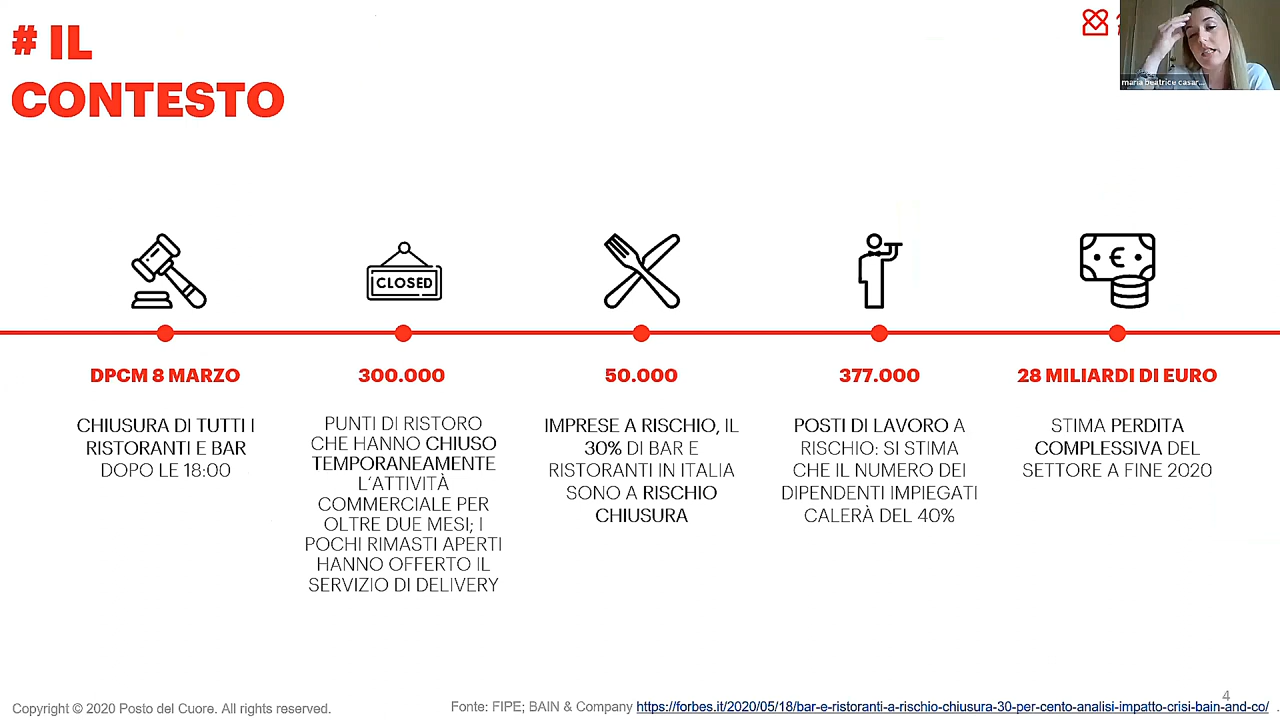 # IL
CONTESTO
maria beatrice casar...
CLOSED
DPCM 8 MARZO
CHIUSURA DI TUTTI I
RISTORANTI E BAR
DOPO LE 18:00
300.000
PUNTI DI RISTORO
CHE HANNO CHIUSO
TEMPORANEAMENTE
L'ATTIVITÀ
COMMERCIALE PER
OLTRE DUE MESI; I
POCHI RIMASTI APERTI
HANNO OFFERTO IL
SERVIZIO DI DELIVERY
50.000
IMPRESE A RISCHIO, IL
30% DI BAR E
RISTORANTI IN ITALIA
SONO A RISCHIO
CHIUSURA
377.000
POSTI DI LAVORO A
RISCHIO: SI STIMA
CHE IL NUMERO DEI
DIPENDENTI IMPIEGATI
CALERÀ DEL 40%
€
28 MILIARDI DI EURO
STIMA PERDITA
COMPLESSIVA DEL
SETTORE A FINE 2020
4
Copyright © 2020 Posto del Cuore. All rights reserved.
Fonte: FIPE; BAIN & Company https://forbes.it/2020/05/18/bar-e-ristoranti-a-rischio-chiusura-30-per-cento-analisi-impatto-crisi-bain-and-co/ .